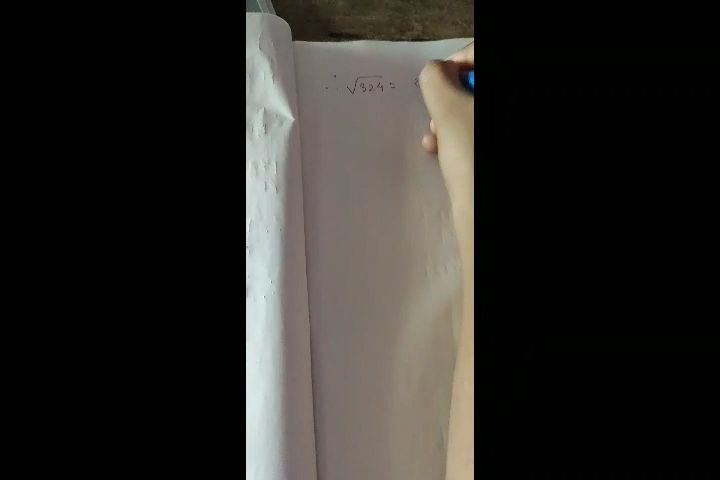 ∴ √324 =